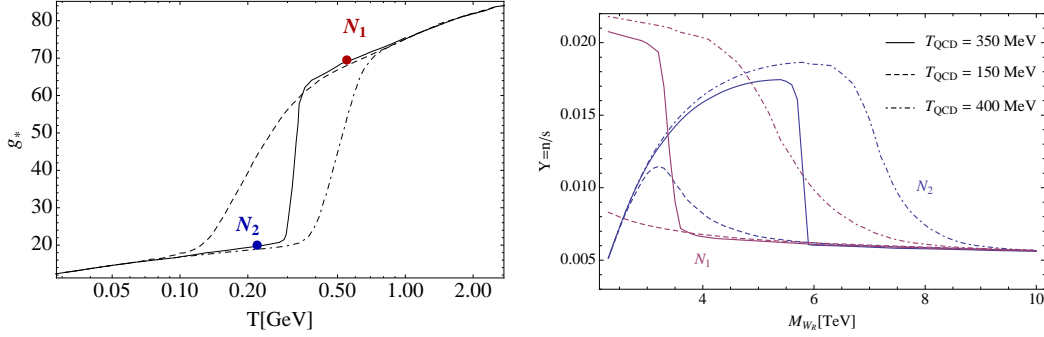 80
70
60
50
40
30
20
g*
N1
N2
0.05
0.10
0.20
0.50
1.00
2.00
T[GeV]
0.020
0.015
0.010
0.005
Y=n/s
TQCD = 350 MeV
TQCD = 150 MeV
TQCD = 400 MeV
N2
N1
4
6
8
10
MWR[TeV]